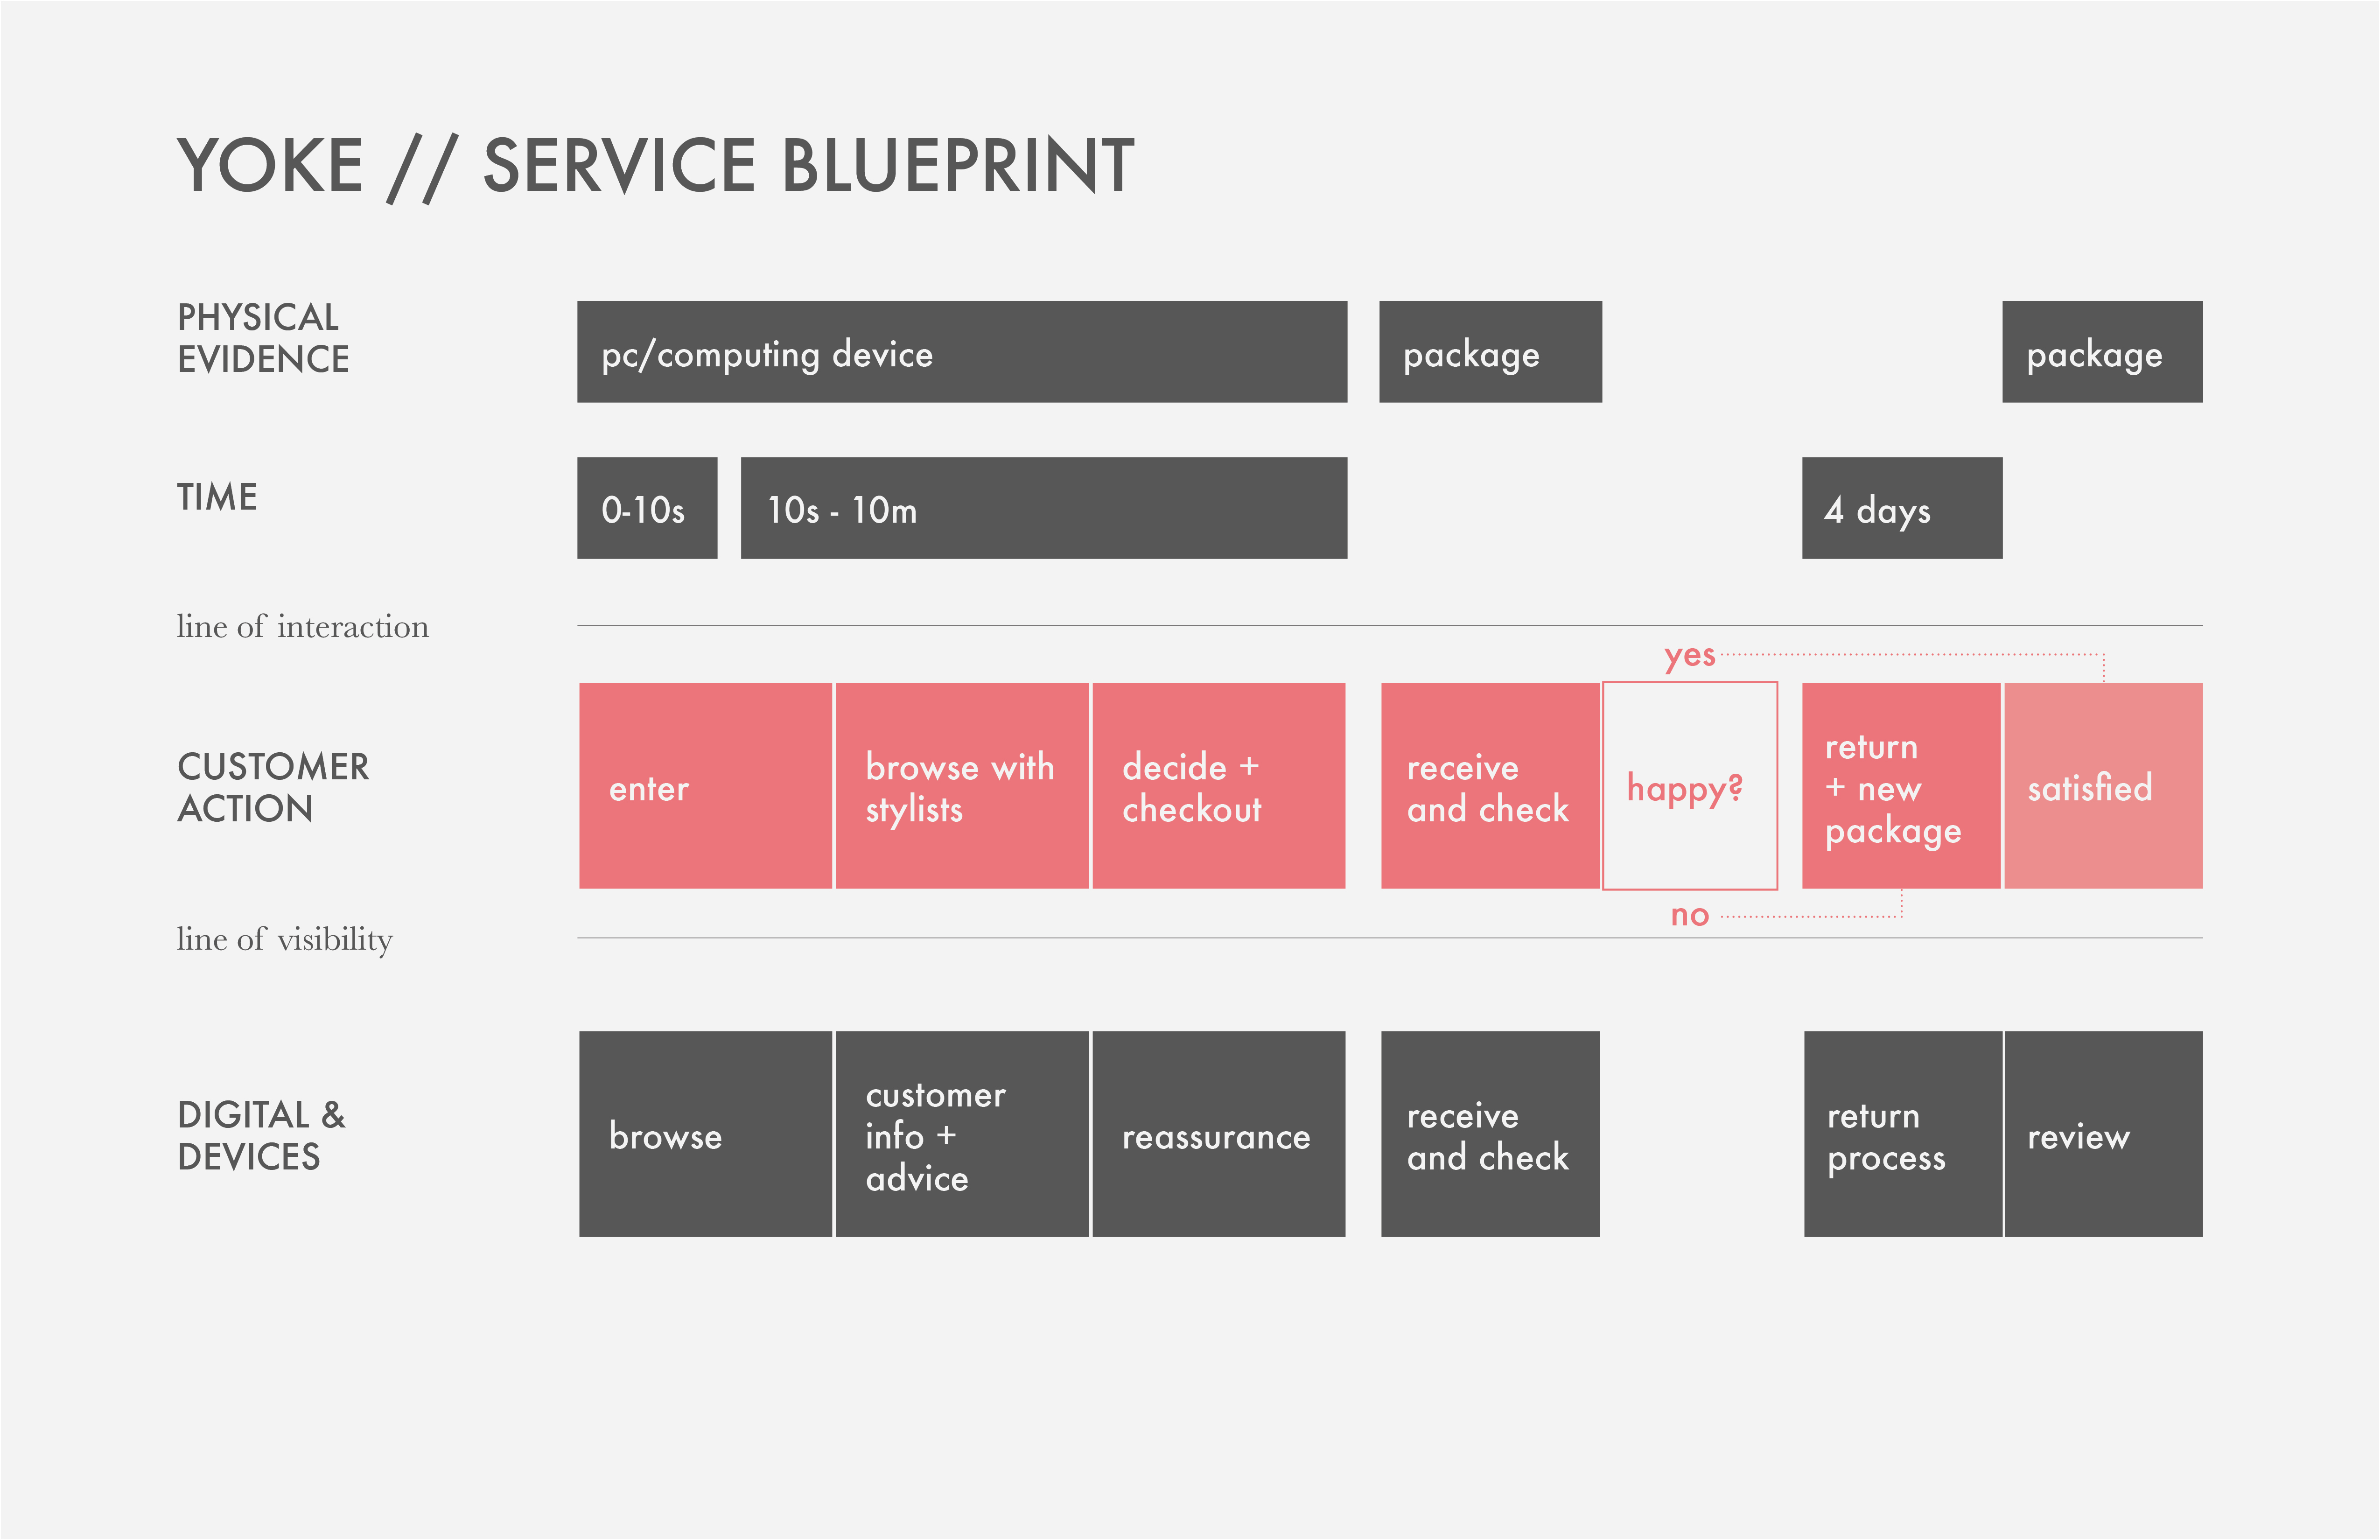 YOKE // SERVICE BLUEPRINT
PHYSICAL
EVIDENCE
pc/computing device
package
package
TIME
0-10s
10s - 10m
4 days
line of interaction
yes
CUSTOMER
ACTION
enter
browse with
stylists
decide +
checkout
receive
and check
happy?
return
+ new
package
satisfied
no
line of visibility
DIGITAL &
DEVICES
browse
customer
info +
advice
reassurance
receive
and check
return
process
review